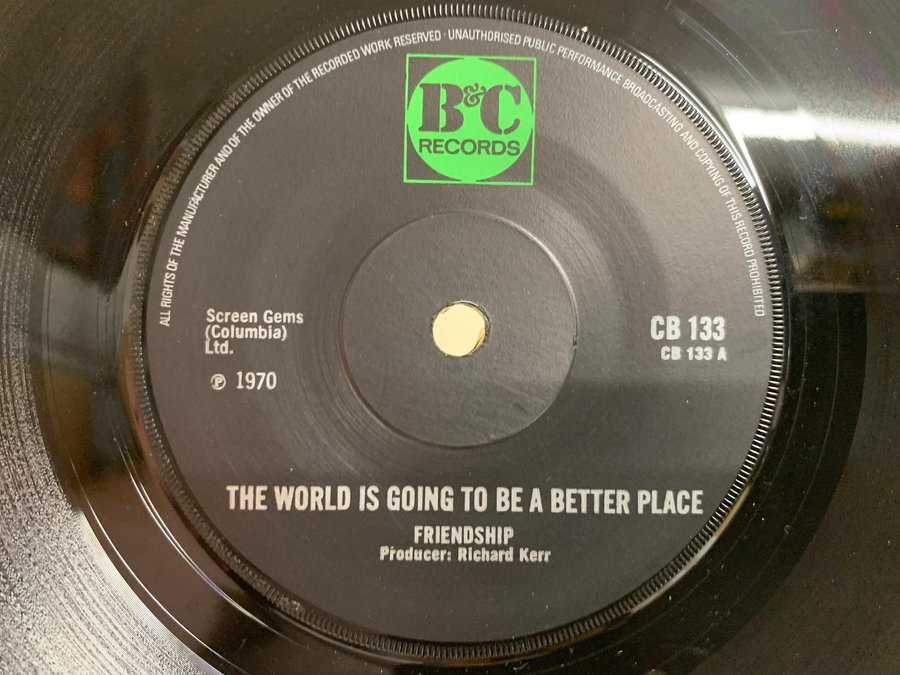 ALL RIGHTS OF THE MANUFACTURER AND OF THE OWNER OF THE RECORDED WORK RESERVED · UNAUTHORISED PUBLIC PERFORMANCE BROADCASTING AND COPYING OF THIS RECORD PROHIBITED
B&C
RECORDS
Screen Gems
(Columbia)
Ltd.
℗ 1970
CB 133
CB 133 A
THE WORLD IS GOING TO BE A BETTER PLACE
FRIENDSHIP
Producer: Richard Kerr